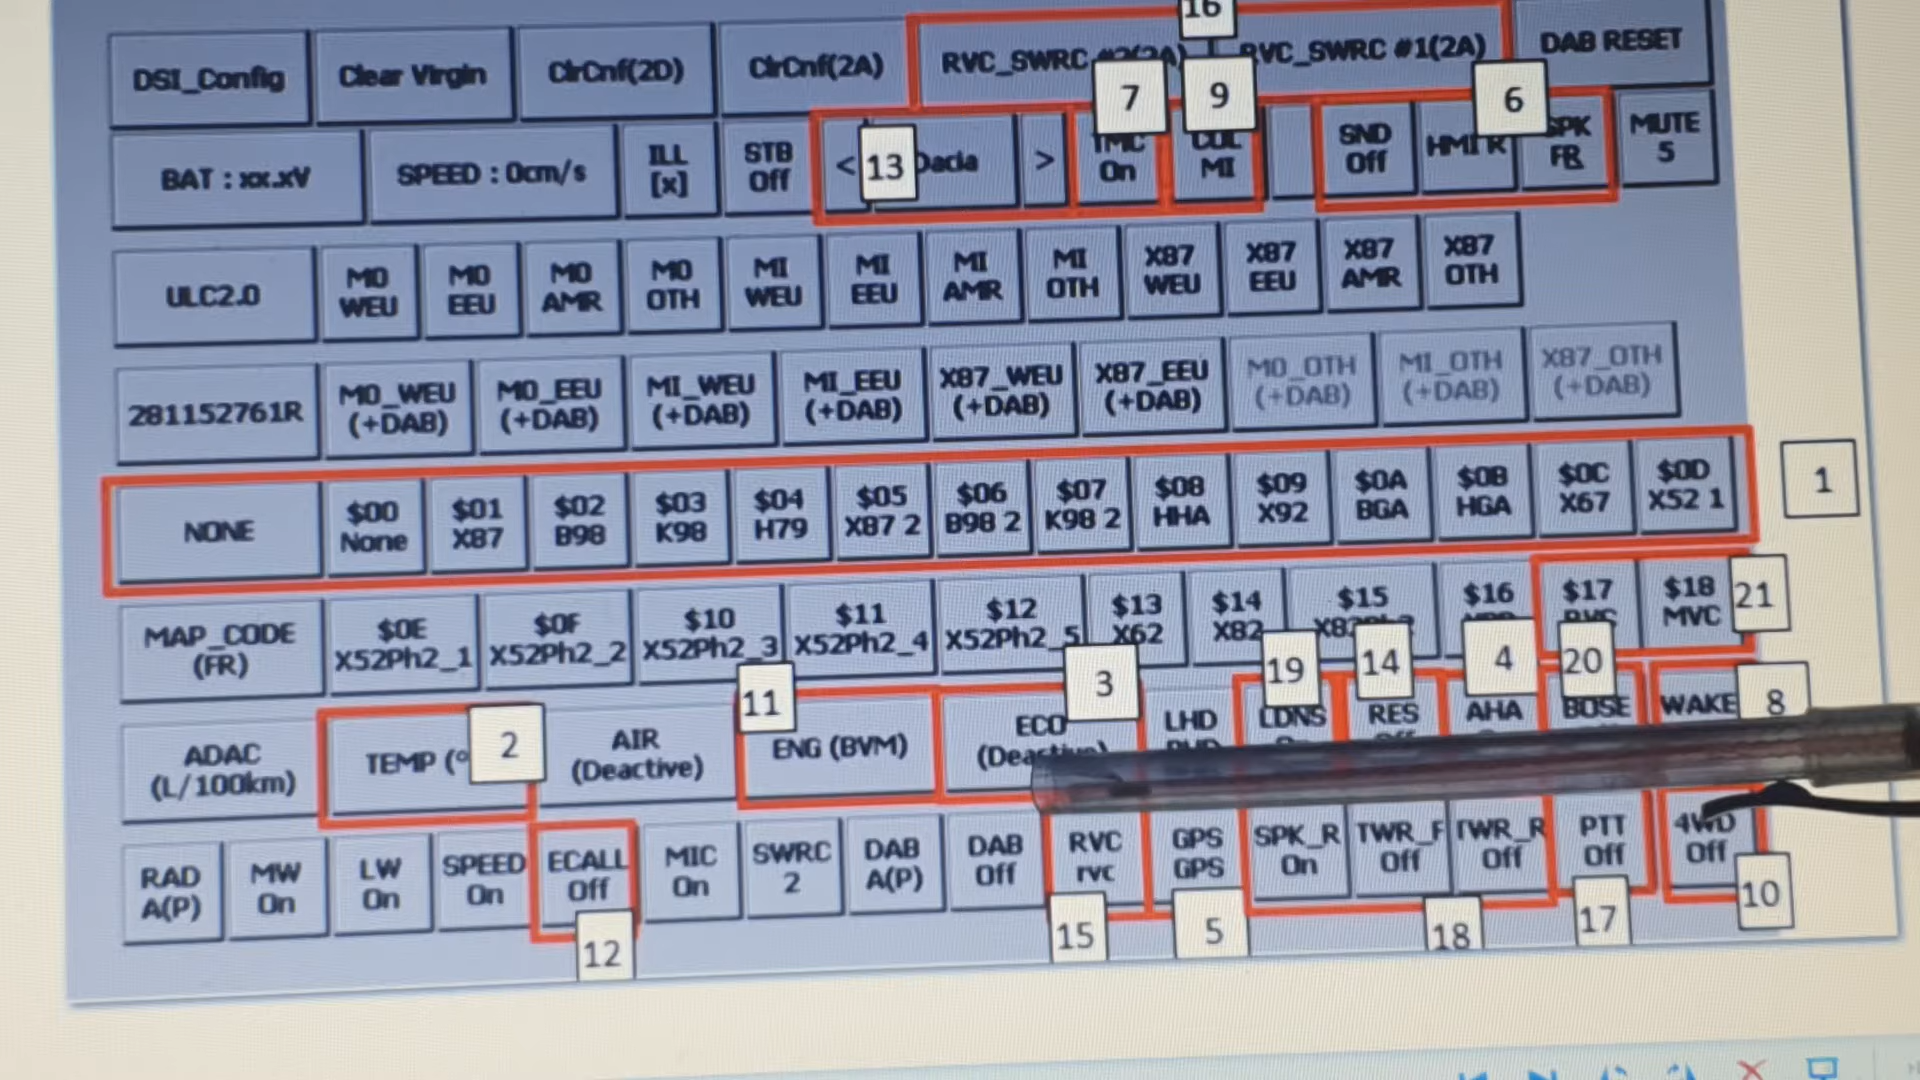 16
DSI_Config Clear Virgin ClrCnf(2D) ClrCnf(2A) RVC_SWRC #2(2A) RVC_SWRC #1(2A) DAB RESET
7 9 6
BAT : xx.xV SPEED : 0cm/s ILL STB < 13 Dacia > TMC SND HMI R SPK MUTE
[x] Off On MI Off FR 5
ULC2.0 M0 M0 M0 M0 MI MI MI MI X87 X87 X87 X87
WEU EEU AMR OTH WEU EEU AMR OTH WEU EEU AMR OTH
281152761R M0_WEU M0_EEU MI_WEU MI_EEU X87_WEU X87_EEU M0_OTH MI_OTH X87_OTH
(+DAB) (+DAB) (+DAB) (+DAB) (+DAB) (+DAB) (+DAB) (+DAB) (+DAB)
NONE $00 $01 $02 $03 $04 $05 $06 $07 $08 $09 $0A $0B $0C $0D 1
None X87 B98 K98 H79 X87 2 B98 2 K98 2 HHA X92 BGA HGA X67 X52 1
MAP_CODE $0E $0F $10 $11 $12 $13 $14 $15 $16 $17 $18 21
(FR) X52Ph2_1 X52Ph2_2 X52Ph2_3 X52Ph2_4 X52Ph2_5 X62 X82 MVC
11 3 19 14 4 20
ADAC TEMP (° 2 AIR ENG (BVM) ECO LHD LDNS RES AHA BOSE WAKE 8
(L/100km) (Deactive) (Deactive)
RAD MW LW SPEED ECALL MIC SWRC DAB DAB RVC GPS SPK_R TWR_F TWR_R PTT 4WD
A(P) On On On Off On 2 A(P) Off rvc GPS On Off Off Off Off
12 15 5 18 17 10